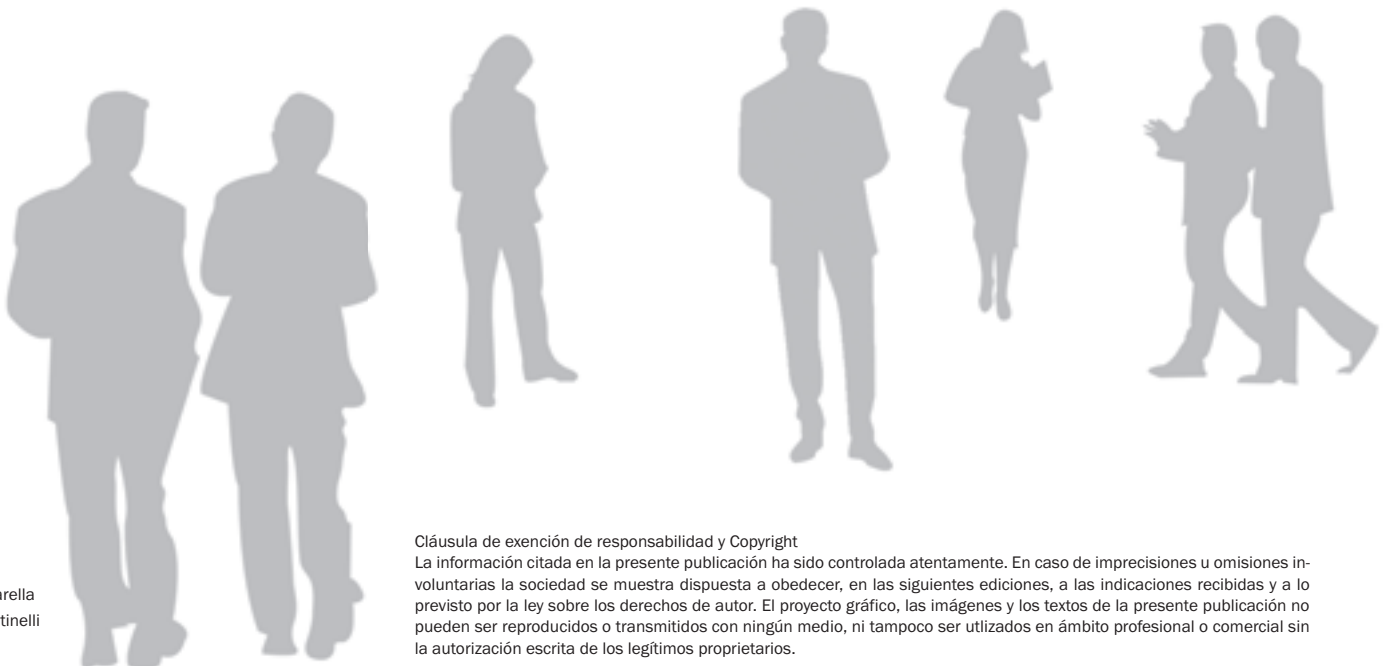 arella
tinelli
Cláusula de exención de responsabilidad y Copyright
La información citada en la presente publicación ha sido controlada atentamente. En caso de imprecisiones u omisiones in-
voluntarias la sociedad se muestra dispuesta a obedecer, en las siguientes ediciones, a las indicaciones recibidas y a lo
previsto por la ley sobre los derechos de autor. El proyecto gráfico, las imágenes y los textos de la presente publicación no
pueden ser reproducidos o transmitidos con ningún medio, ni tampoco ser utlizados en ámbito profesional o comercial sin
la autorización escrita de los legítimos proprietarios.